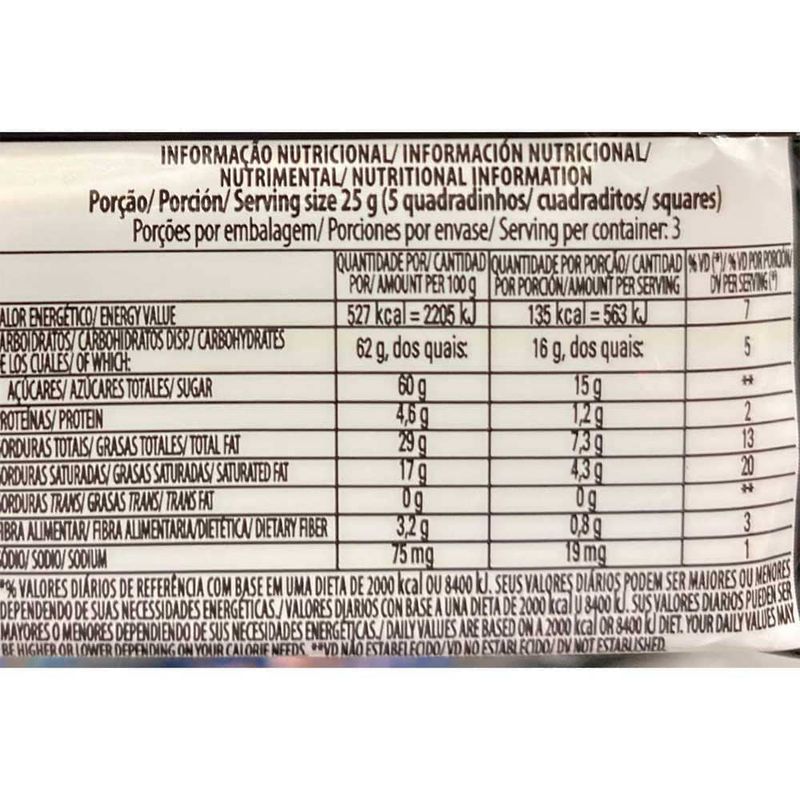 INFORMAÇÃO NUTRICIONAL/ INFORMACIÓN NUTRICIONAL/
NUTRIMENTAL/ NUTRITIONAL INFORMATION
Porção/ Porción/ Serving size 25 g (5 quadradinhos/ cuadraditos/ squares)
Porções por embalagem/ Porciones por envase/ Serving per container: 3
QUANTIDADE POR/ CANTIDAD QUANTIDADE POR PORÇÃO/ CANTIDAD % VD (*)/ % VD POR PORCIÓN/
POR/ AMOUNT PER 100 g POR PORCIÓN/AMOUNT PER SERVING DV PER SERVING (*)
ALOR ENERGÉTICO/ ENERGY VALUE 527 kcal = 2205 kJ 135 kcal = 563 kJ 7
ARBOIDRATOS/ CARBOHIDRATOS DISP./ CARBOHYDRATES
E LOS CUALES/ OF WHICH: 62 g, dos quais: 16 g, dos quais: 5
AÇÚCARES/ AZÚCARES TOTALES/ SUGAR 60 g 15 g **
ROTEÍNAS/ PROTEIN 4,6 g 1,2 g 2
ORDURAS TOTAIS/ GRASAS TOTALES/ TOTAL FAT 29 g 7,3 g 13
ORDURAS SATURADAS/ GRASAS SATURADAS/ SATURATED FAT 17 g 4,3 g 20
ORDURAS TRANS/ GRASAS TRANS/ TRANS FAT 0 g 0 g **
IBRA ALIMENTAR/ FIBRA ALIMENTARIA/DIETÉTICA/ DIETARY FIBER 3,2 g 0,8 g 3
ÓDIO/ SODIO/ SODIUM 75 mg 19 mg 1
*% VALORES DIÁRIOS DE REFERÊNCIA COM BASE EM UMA DIETA DE 2000 kcal OU 8400 kJ. SEUS VALORES DIÁRIOS PODEM SER MAIORES OU MENORES
DEPENDENDO DE SUAS NECESSIDADES ENERGÉTICAS./ VALORES DIARIOS CON BASE A UNA DIETA DE 2000 kcal U 8400 kJ. SUS VALORES DIARIOS PUEDEN SER
MAYORES O MENORES DEPENDIENDO DE SUS NECESIDADES ENERGÉTICAS./ DAILY VALUES ARE BASED ON A 2000 kcal OR 8400 kJ DIET. YOUR DAILY VALUES MAY
BE HIGHER OR LOWER DEPENDING ON YOUR CALORIE NEEDS. **VD NÃO ESTABELECIDO/ VD NO ESTABLECIDO/ DV NOT ESTABLISHED.